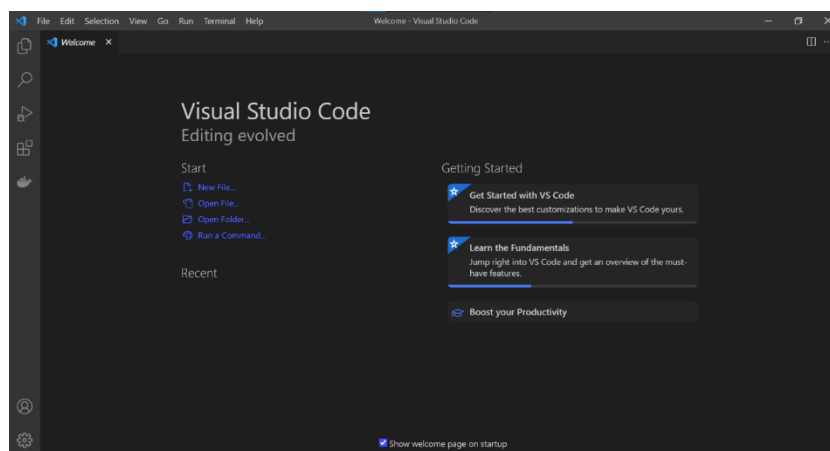 File Edit Selection View Go Run Terminal Help
Welcome - Visual Studio Code
Welcome
Visual Studio Code
Editing evolved
Start
New File...
Open File...
Open Folder...
Run a Command...
Recent
Getting Started
Get Started with VS Code
Discover the best customizations to make VS Code yours.
Learn the Fundamentals
Jump right into VS Code and get an overview of the must-
have features.
Boost your Productivity
Show welcome page on startup